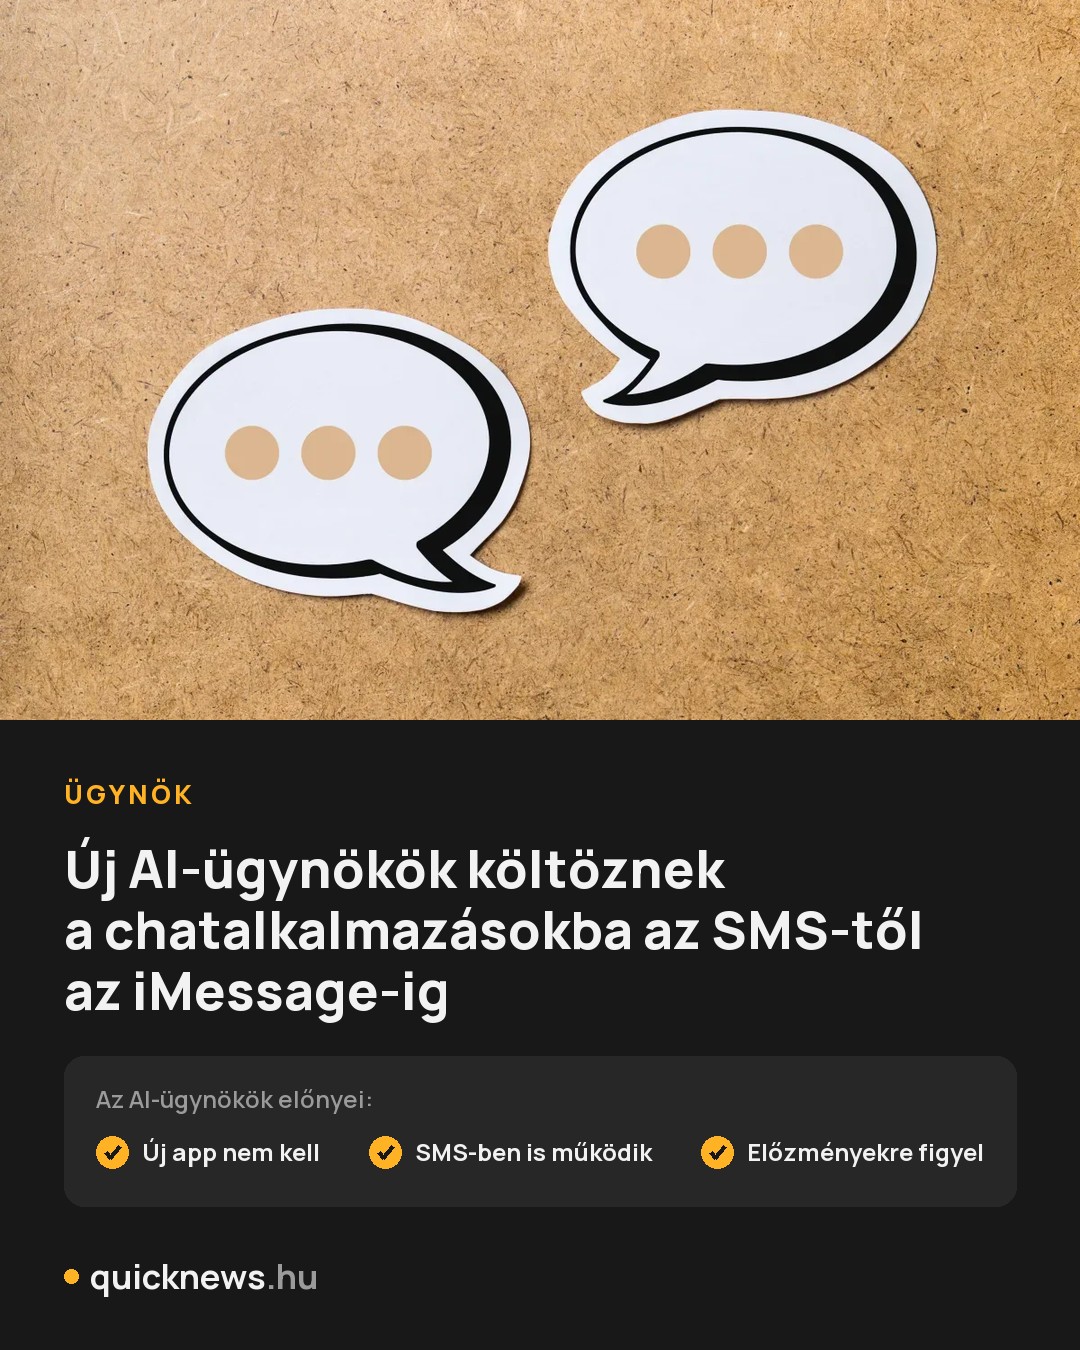 ÜGYNÖK
Új AI-ügynökök költöznek
a chatalkalmazásokba az SMS-től
az iMessage-ig
Az AI-ügynökök előnyei:
Új app nem kell
SMS-ben is működik
Előzményekre figyel
quicknews.hu